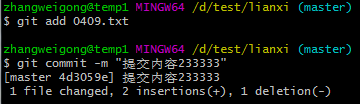 zhangweigong@temp1 MINGW64 /d/test/lianxi (master)
$ git add 0409.txt

zhangweigong@temp1 MINGW64 /d/test/lianxi (master)
$ git commit -m "提交内容233333"
[master 4d3059e] 提交内容233333
 1 file changed, 2 insertions(+), 1 deletion(-)